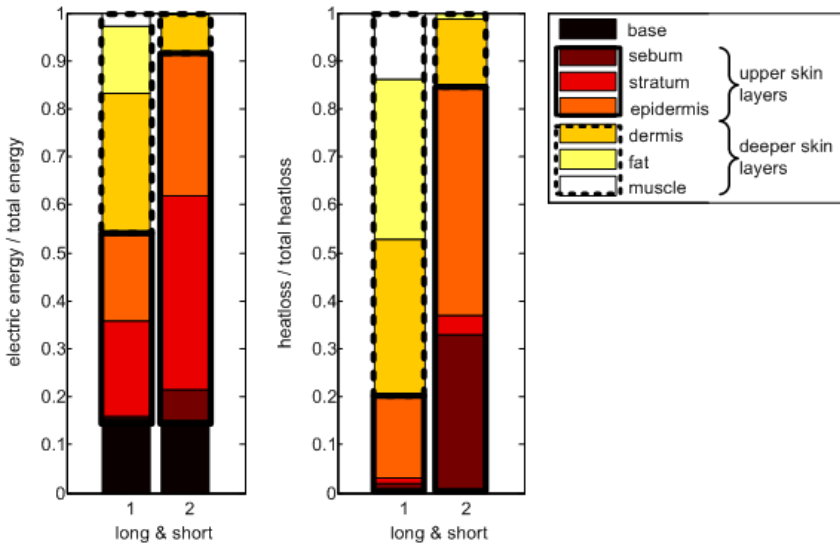 electric energy / total energy
1
0.9
0.8
0.7
0.6
0.5
0.4
0.3
0.2
0.1
0
1
2
long & short
heatloss / total heatloss
1
0.9
0.8
0.7
0.6
0.5
0.4
0.3
0.2
0.1
0
1
2
long & short
base
sebum
stratum
epidermis
dermis
fat
muscle
upper skin
layers
deeper skin
layers